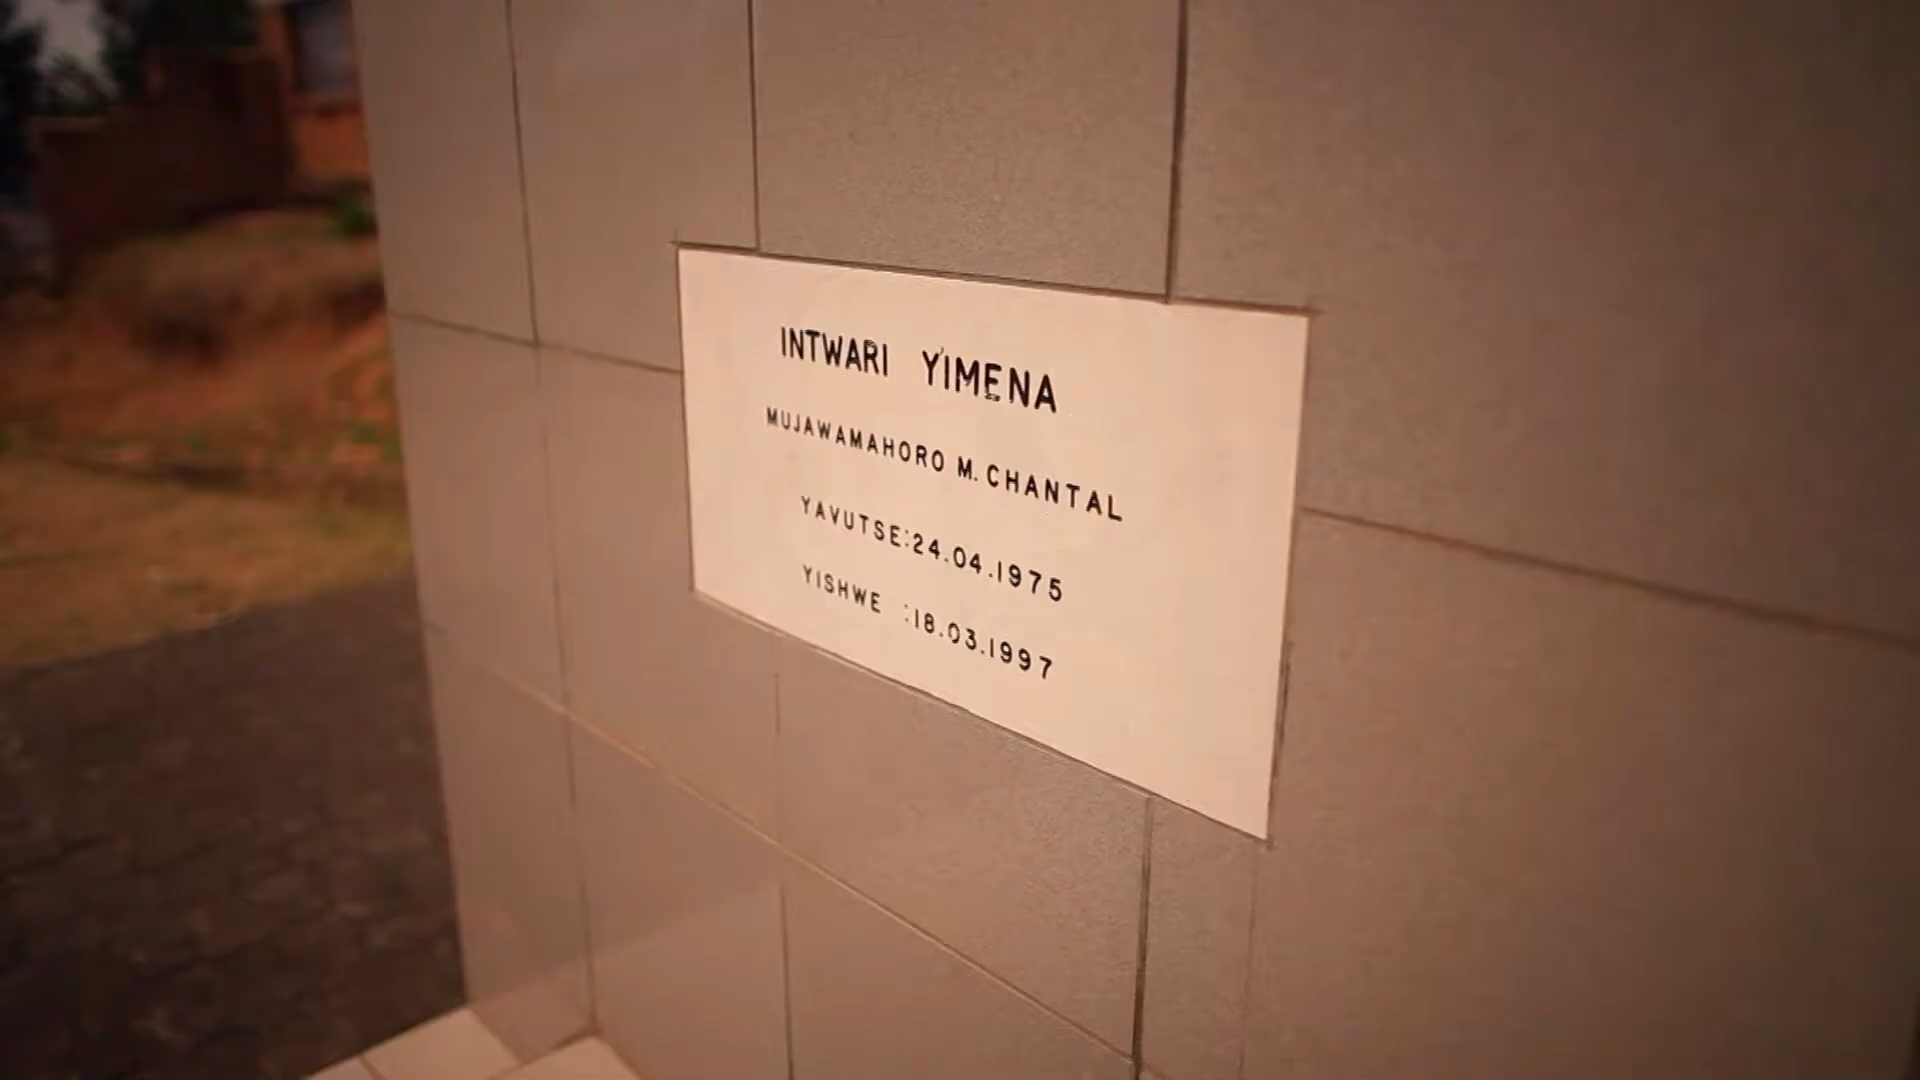 INTWARI YIMENA
MUJAWAMAHORO M. CHANTAL
YAVUTSE:24.04.1975
YISHWE :18.03.1997